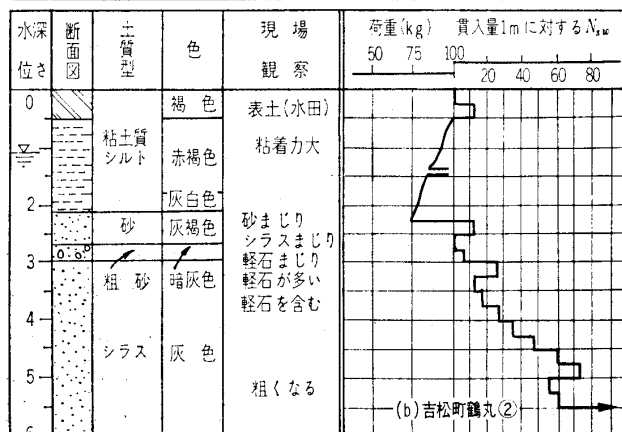 水位 深さ 断面図 土質型 色 現場観察 荷重(kg) 貫入量1mに対するNsw
50 75 100 20 40 60 80
0 褐色 表土(水田)
粘土質シルト 赤褐色 粘着力大
灰白色
2
砂 灰褐色 砂まじり
シラスまじり
3 軽石まじり
粗砂 暗灰色 軽石が多い
軽石を含む
4
シラス 灰色
5 粗くなる
(b)吉松町鶴丸②